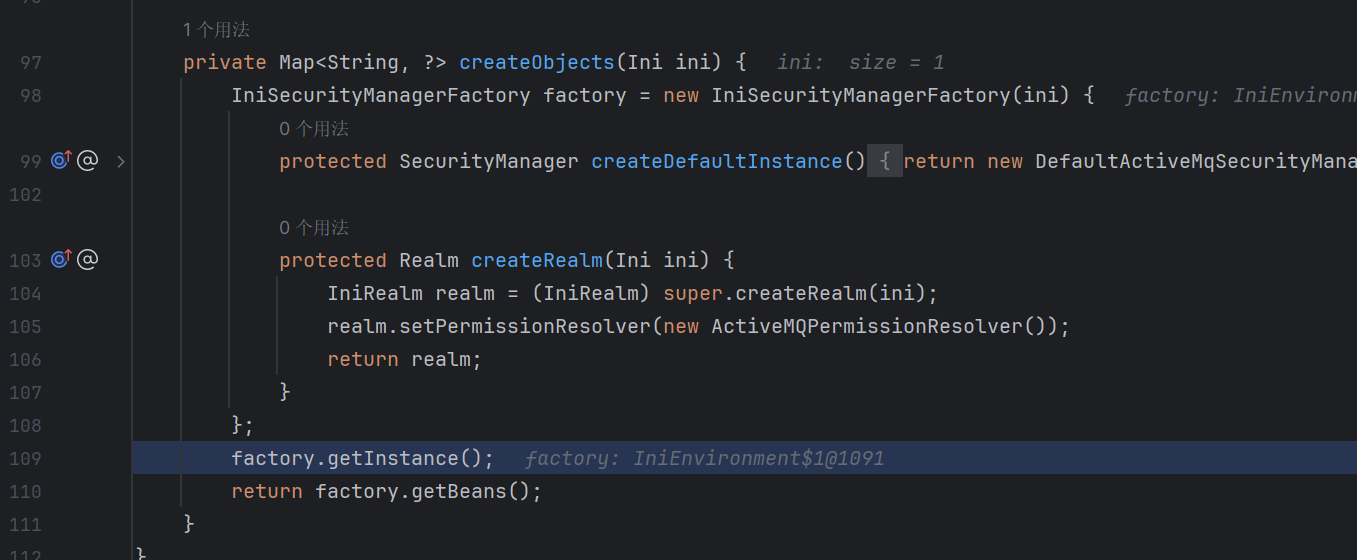 1 个用法
97 private Map<String, ?> createObjects(Ini ini) { ini: size = 1
98 IniSecurityManagerFactory factory = new IniSecurityManagerFactory(ini) { factory: IniEnvironm
0 个用法
99 @ > protected SecurityManager createDefaultInstance() { return new DefaultActiveMqSecurityMana
102
0 个用法
103 @ protected Realm createRealm(Ini ini) {
104 IniRealm realm = (IniRealm) super.createRealm(ini);
105 realm.setPermissionResolver(new ActiveMQPermissionResolver());
106 return realm;
107 }
108 };
109 factory.getInstance(); factory: IniEnvironment$1@1091
110 return factory.getBeans();
111 }
112 }